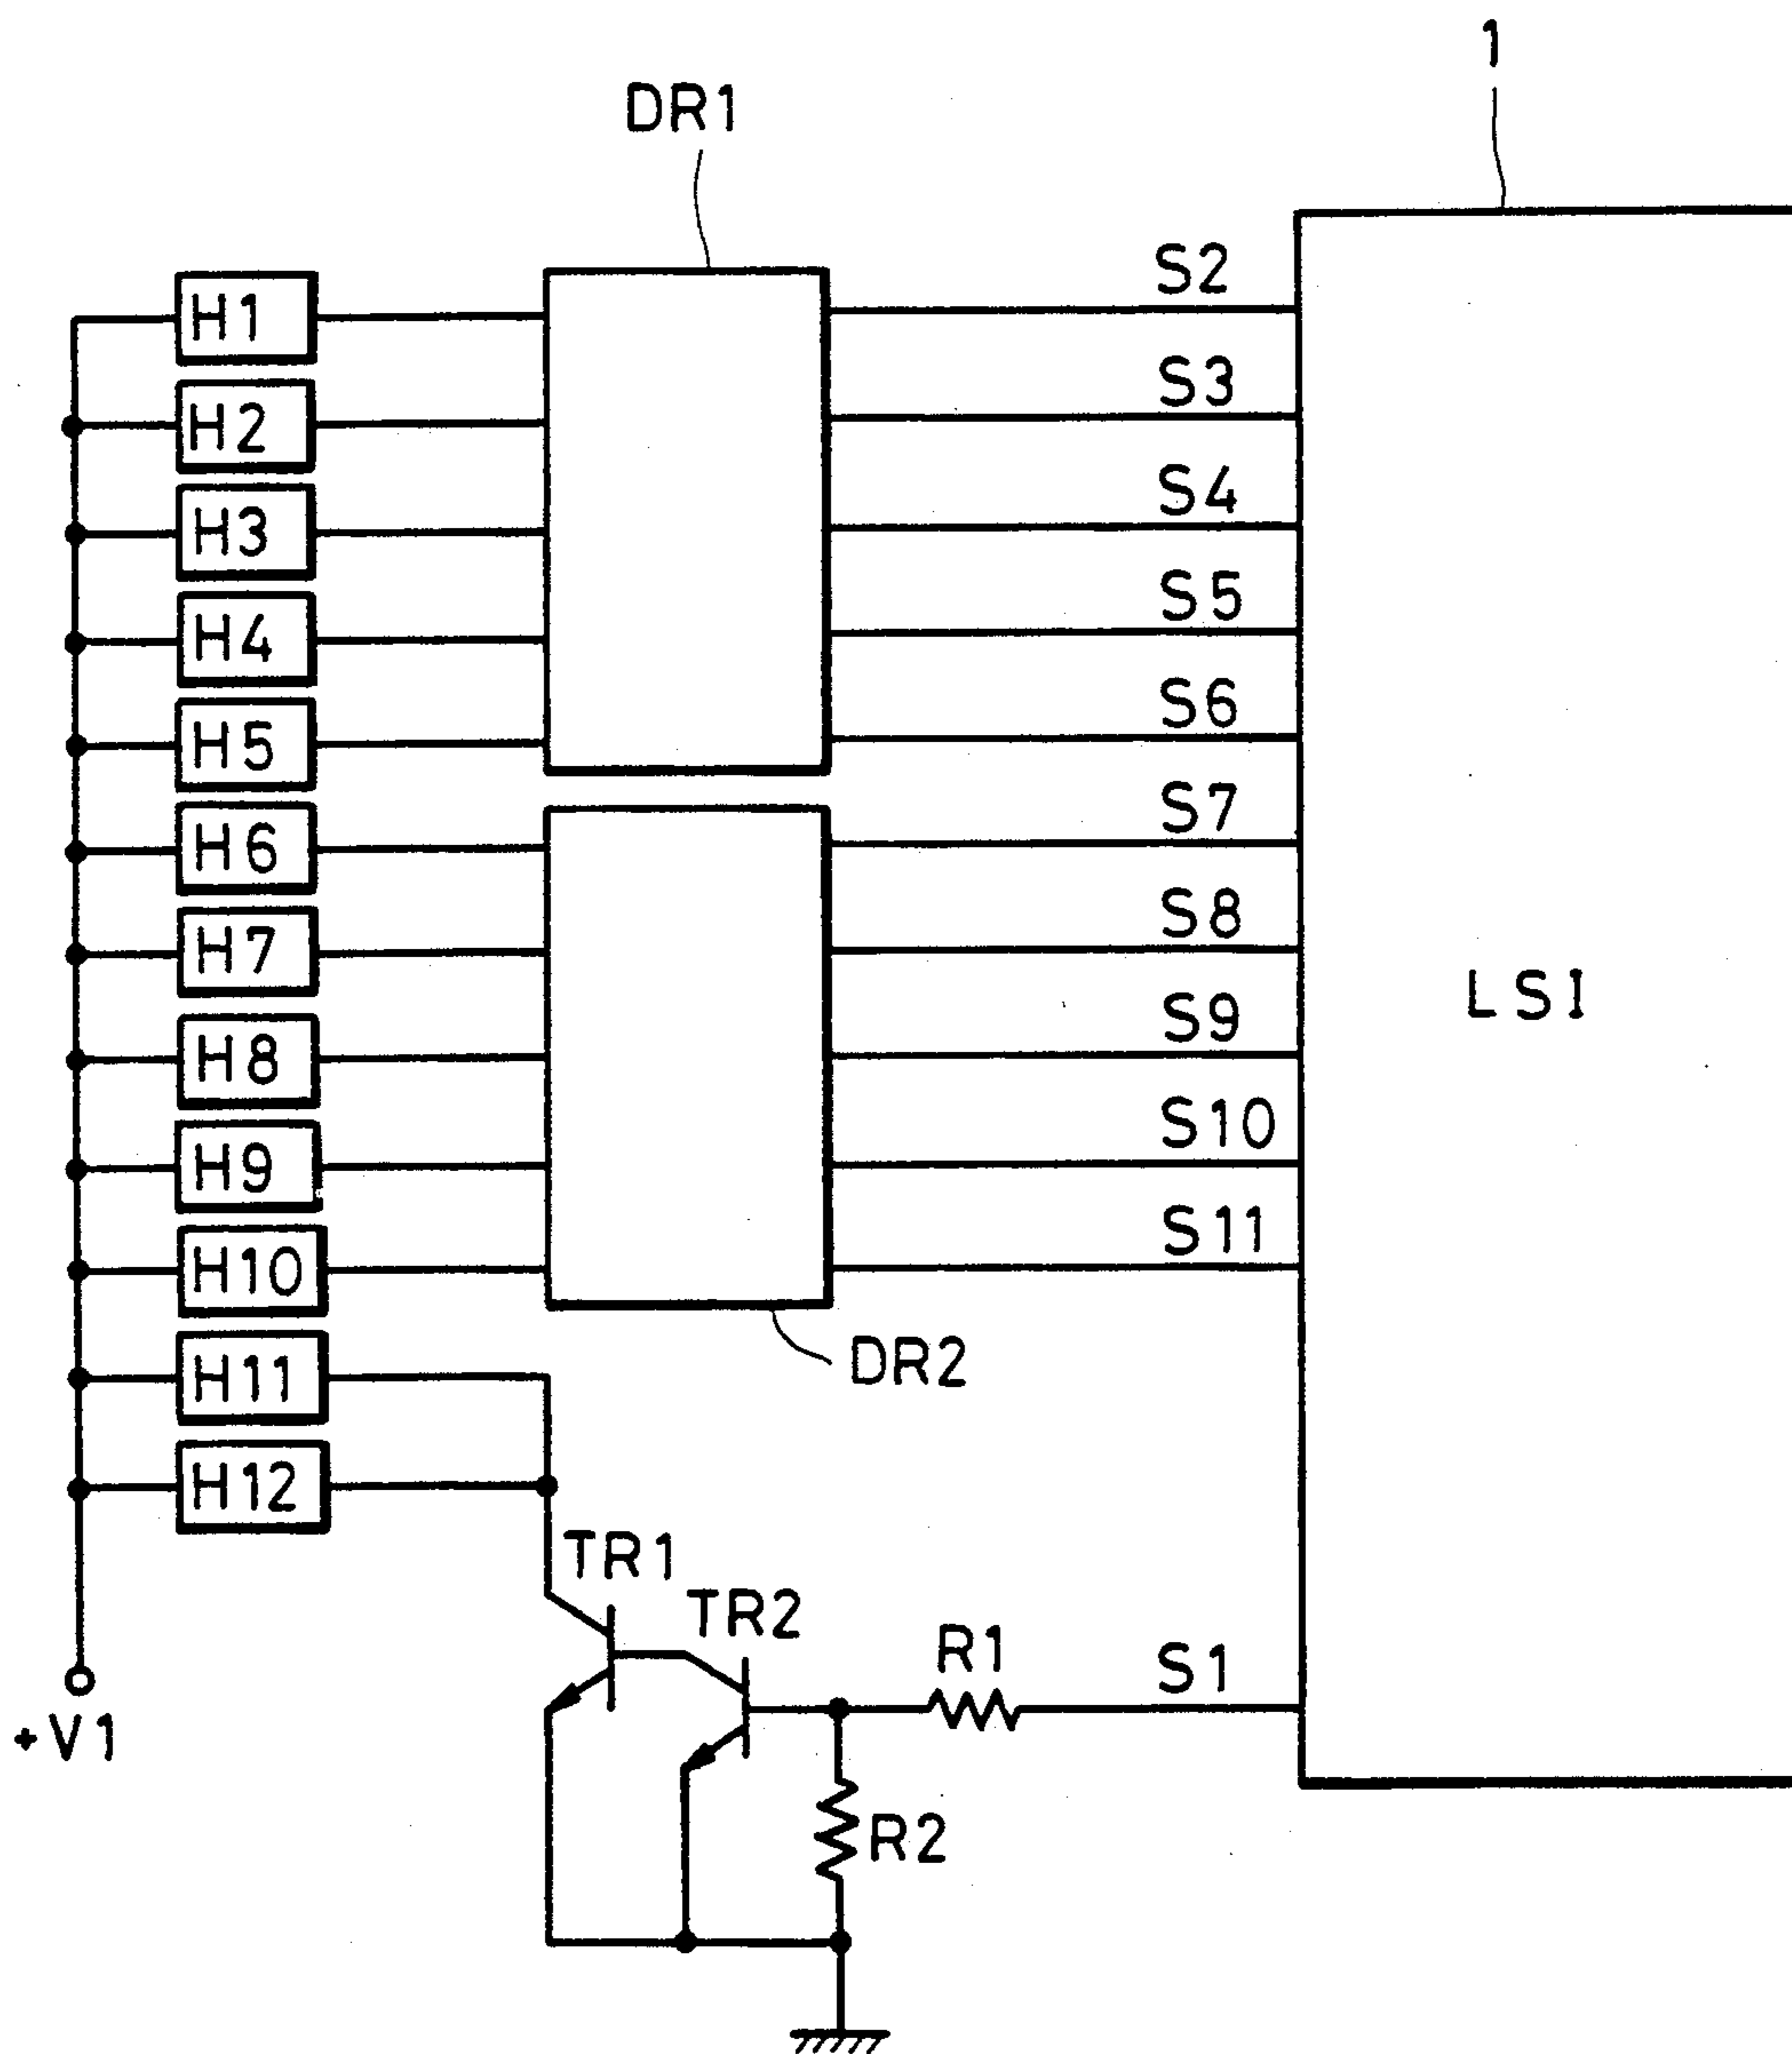 1
DR1
S2
H1
S3
H2
S4
H3
S5
H4
S6
H5
S7
H6
S8
H7
LSI
S9
H8
S10
H9
S11
H10
DR2
H11
H12
TR1
TR2
R1
S1
+V1
R2